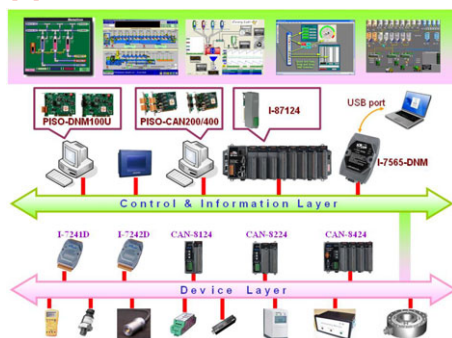 PISO-DNM100U
PISO-CAN200/400
I-87124
USB port
I-7565-DNM
Control & Information Layer
I-7241D
I-7242D
CAN-8124
CAN-8224
CAN-8424
Device Layer